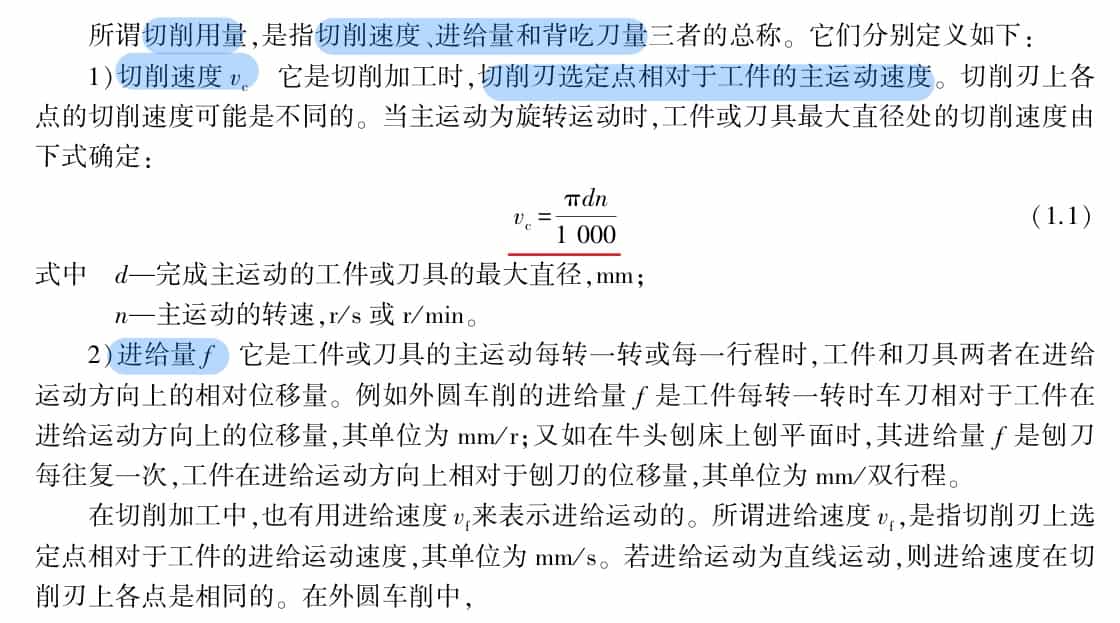 所谓切削用量,是指切削速度、进给量和背吃刀量三者的总称。它们分别定义如下:
1)切削速度 v_c　它是切削加工时,切削刃选定点相对于工件的主运动速度。切削刃上各
点的切削速度可能是不同的。当主运动为旋转运动时,工件或刀具最大直径处的切削速度由
下式确定:
v_c = πdn / 1 000　(1.1)
式中　d—完成主运动的工件或刀具的最大直径,mm;
n—主运动的转速,r/s 或 r/min。
2)进给量 f　它是工件或刀具的主运动每转一转或每一行程时,工件和刀具两者在进给
运动方向上的相对位移量。例如外圆车削的进给量 f 是工件每转一转时车刀相对于工件在
进给运动方向上的位移量,其单位为 mm/r;又如在牛头刨床上刨平面时,其进给量 f 是刨刀
每往复一次,工件在进给运动方向上相对于刨刀的位移量,其单位为 mm/双行程。
在切削加工中,也有用进给速度 v_f 来表示进给运动的。所谓进给速度 v_f,是指切削刃上选
定点相对于工件的进给运动速度,其单位为 mm/s。若进给运动为直线运动,则进给速度在切
削刃上各点是相同的。在外圆车削中,